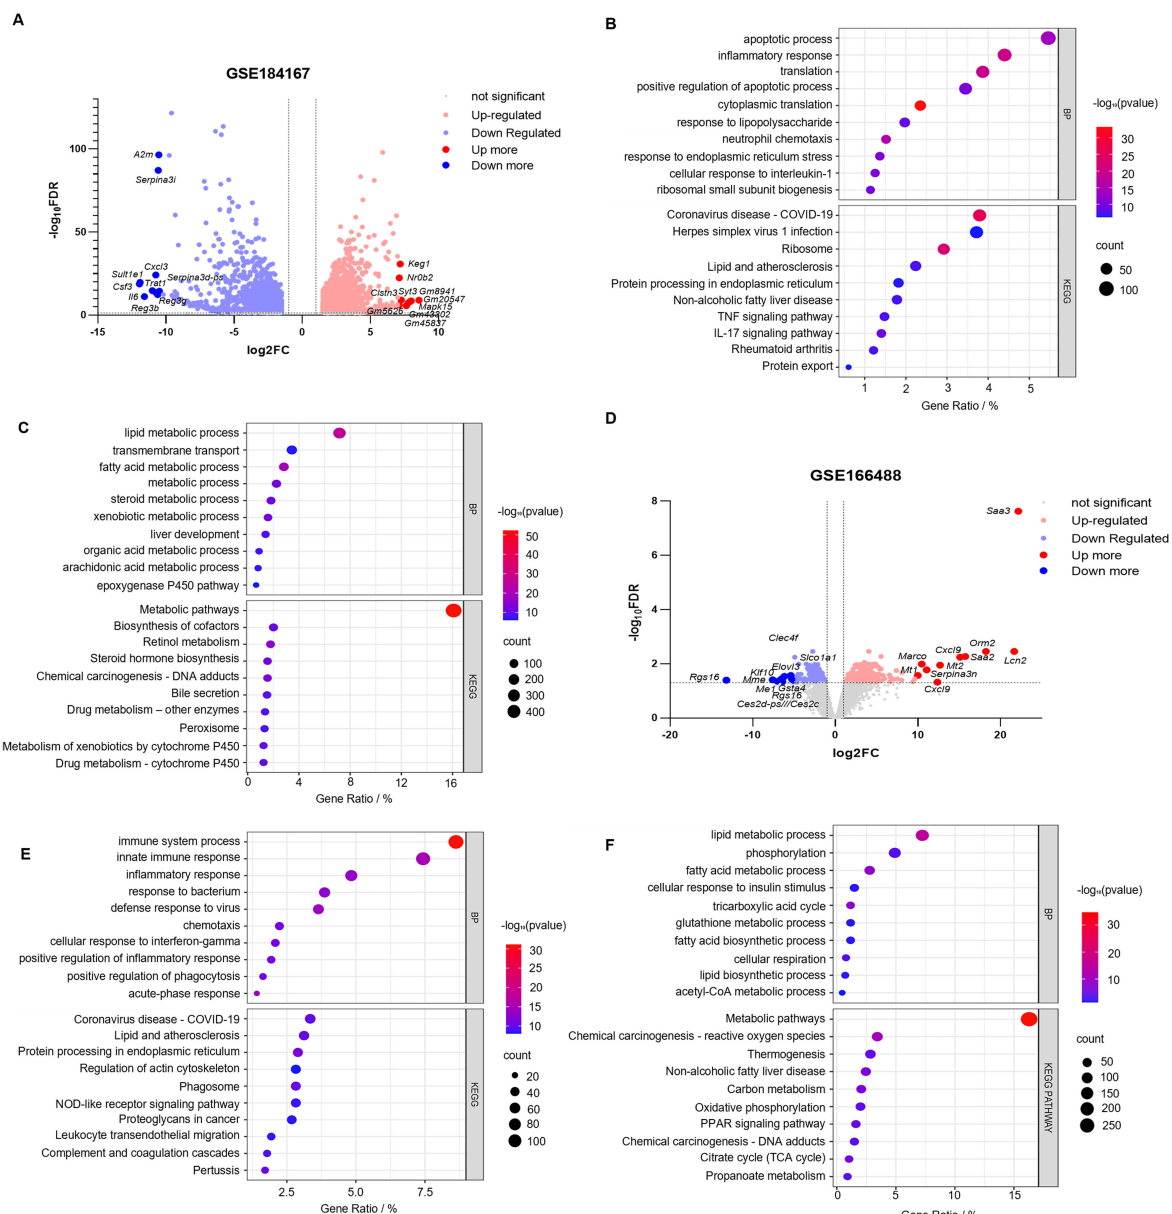 A
GSE184167
not significant
Up-regulated
Down Regulated
Up more
Down more
-log10FDR
100
50
0
-15
-10
-5
0
5
10
log2FC
A2m
Serpina3i
Cxcl3
Sult1e1
Serpina3d-ps
Csf3
Trat1
Il6
Reg3g
Reg3b
Keg1
Nr0b2
Clstn3
Syt3
Gm8941
Gm20547
Mapk15
Gm5626
Gm43302
Gm45837
B
apoptotic process
inflammatory response
translation
positive regulation of apoptotic process
cytoplasmic translation
response to lipopolysaccharide
neutrophil chemotaxis
response to endoplasmic reticulum stress
cellular response to interleukin-1
ribosomal small subunit biogenesis
BP
Coronavirus disease - COVID-19
Herpes simplex virus 1 infection
Ribosome
Lipid and atherosclerosis
Protein processing in endoplasmic reticulum
Non-alcoholic fatty liver disease
TNF signaling pathway
IL-17 signaling pathway
Rheumatoid arthritis
Protein export
KEGG
1
2
3
4
5
Gene Ratio / %
-log10(pvalue)
30
25
20
15
10
count
50
100
C
lipid metabolic process
transmembrane transport
fatty acid metabolic process
metabolic process
steroid metabolic process
xenobiotic metabolic process
liver development
organic acid metabolic process
arachidonic acid metabolic process
epoxygenase P450 pathway
BP
Metabolic pathways
Biosynthesis of cofactors
Retinol metabolism
Steroid hormone biosynthesis
Chemical carcinogenesis - DNA adducts
Bile secretion
Drug metabolism – other enzymes
Peroxisome
Metabolism of xenobiotics by cytochrome P450
Drug metabolism - cytochrome P450
KEGG
0
4
8
12
16
Gene Ratio / %
-log10(pvalue)
50
40
30
20
10
count
100
200
300
400
D
GSE166488
not significant
Up-regulated
Down Regulated
Up more
Down more
-log10FDR
8
6
4
2
0
-20
-10
0
10
20
log2FC
Saa3
Clec4f
Slco1a1
Elovl3
Klf10
Rgs16
Mme
Me1
Gsta4
Rgs16
Ces2d-ps///Ces2c
Orm2
Cxcl9
Saa2
Lcn2
Marco
Mt1
Mt2
Serpina3n
Cxcl9
E
immune system process
innate immune response
inflammatory response
response to bacterium
defense response to virus
chemotaxis
cellular response to interferon-gamma
positive regulation of inflammatory response
positive regulation of phagocytosis
acute-phase response
BP
Coronavirus disease - COVID-19
Lipid and atherosclerosis
Protein processing in endoplasmic reticulum
Regulation of actin cytoskeleton
Phagosome
NOD-like receptor signaling pathway
Proteoglycans in cancer
Leukocyte transendothelial migration
Complement and coagulation cascades
Pertussis
KEGG
2.5
5.0
7.5
Gene Ratio / %
-log10(pvalue)
30
25
20
15
10
count
20
40
60
80
100
F
lipid metabolic process
phosphorylation
fatty acid metabolic process
cellular response to insulin stimulus
tricarboxylic acid cycle
glutathione metabolic process
fatty acid biosynthetic process
cellular respiration
lipid biosynthetic process
acetyl-CoA metabolic process
BP
Metabolic pathways
Chemical carcinogenesis - reactive oxygen species
Thermogenesis
Non-alcoholic fatty liver disease
Carbon metabolism
Oxidative phosphorylation
PPAR signaling pathway
Chemical carcinogenesis - DNA adducts
Citrate cycle (TCA cycle)
Propanoate metabolism
KEGG PATHWAY
0
5
10
15
Gene Ratio / %
-log10(pvalue)
30
20
10
count
50
100
150
200
250